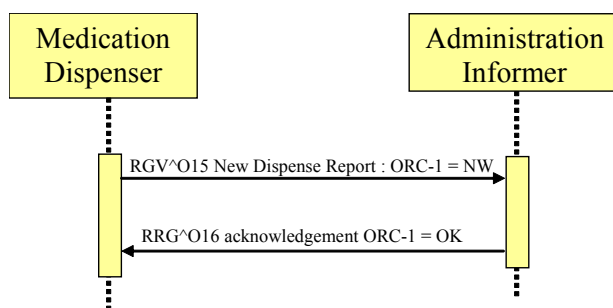 Medication
Dispenser
Administration
Informer
RGV^O15 New Dispense Report : ORC-1 = NW
RRG^O16 acknowledgement ORC-1 = OK